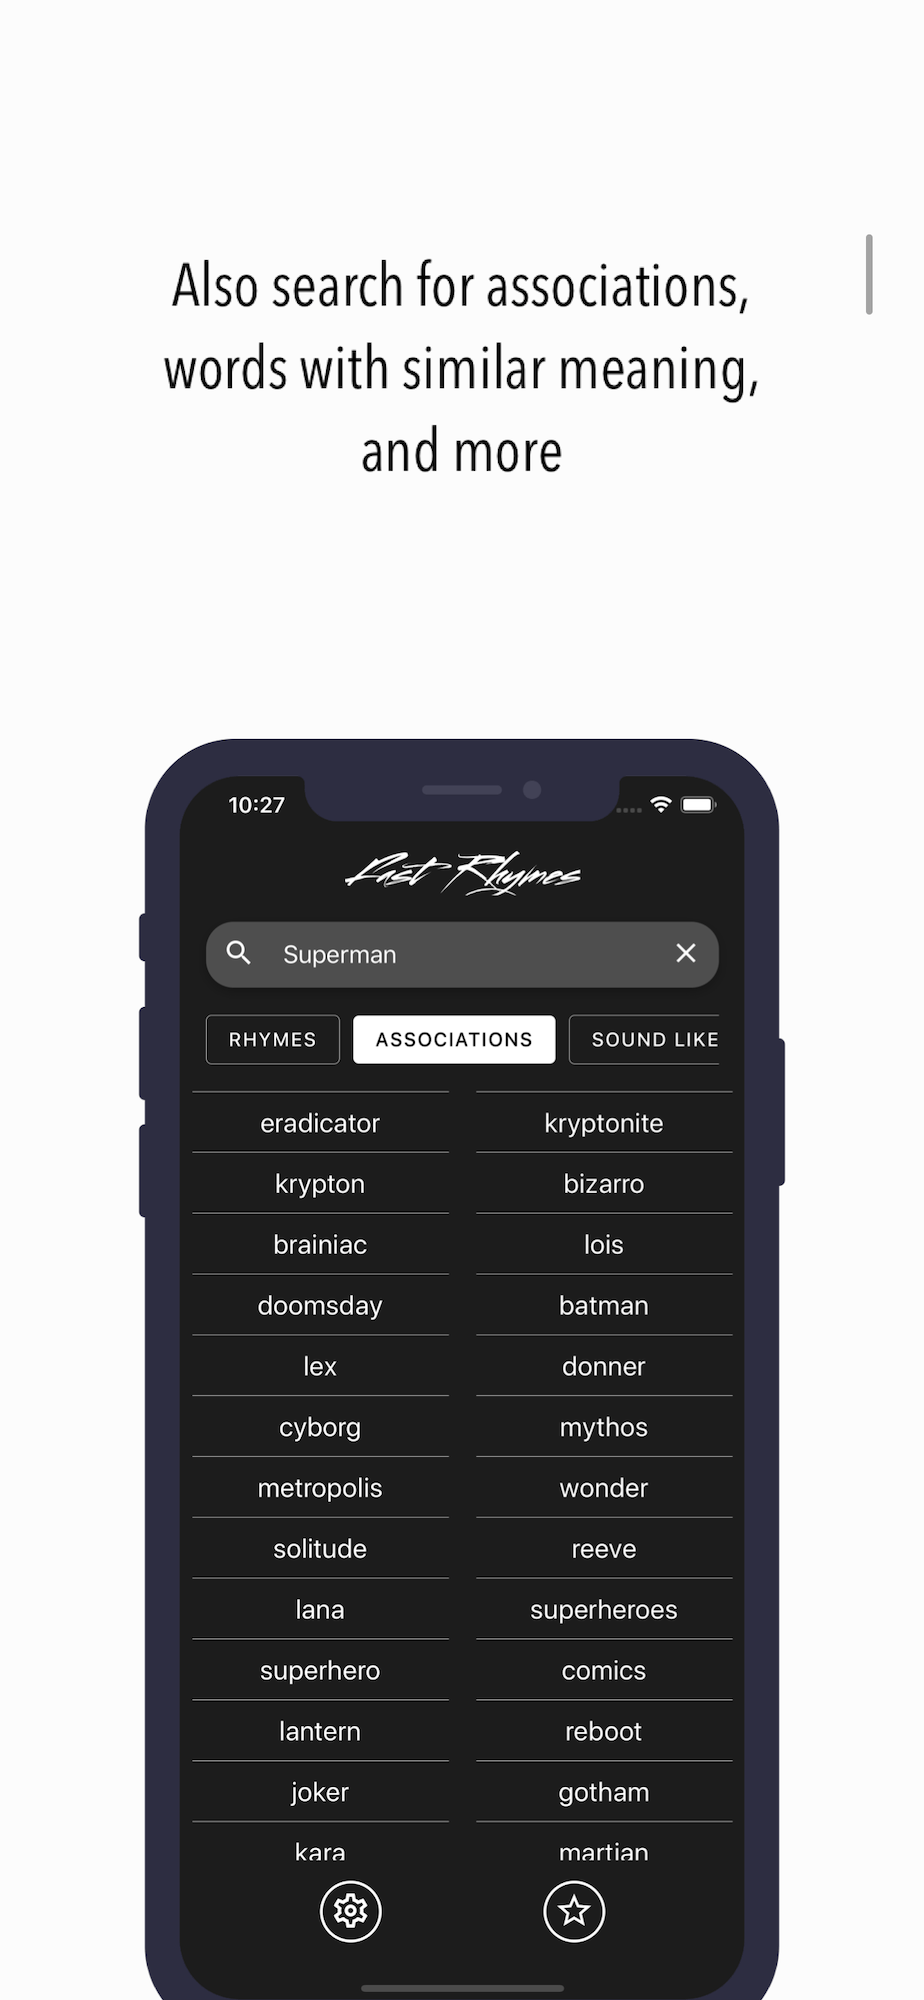 Also search for associations,
words with similar meaning,
and more
10:27
Fast Rhymes
Superman
RHYMES ASSOCIATIONS SOUND LIKE
eradicator kryptonite
krypton bizarro
brainiac lois
doomsday batman
lex donner
cyborg mythos
metropolis wonder
solitude reeve
lana superheroes
superhero comics
lantern reboot
joker gotham
kara martian